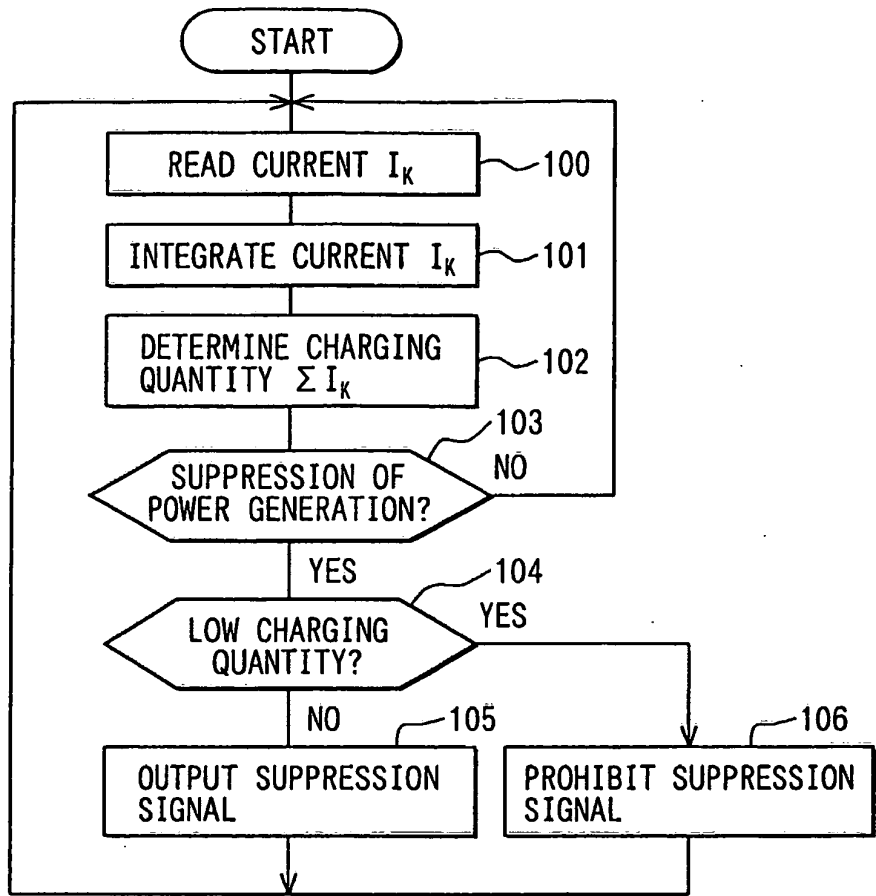 START
READ CURRENT I_K
100
INTEGRATE CURRENT I_K
101
DETERMINE CHARGING
QUANTITY Σ I_K
102
103
SUPPRESSION OF
POWER GENERATION?
NO
YES
104
LOW CHARGING
QUANTITY?
YES
NO
105
OUTPUT SUPPRESSION
SIGNAL
106
PROHIBIT SUPPRESSION
SIGNAL